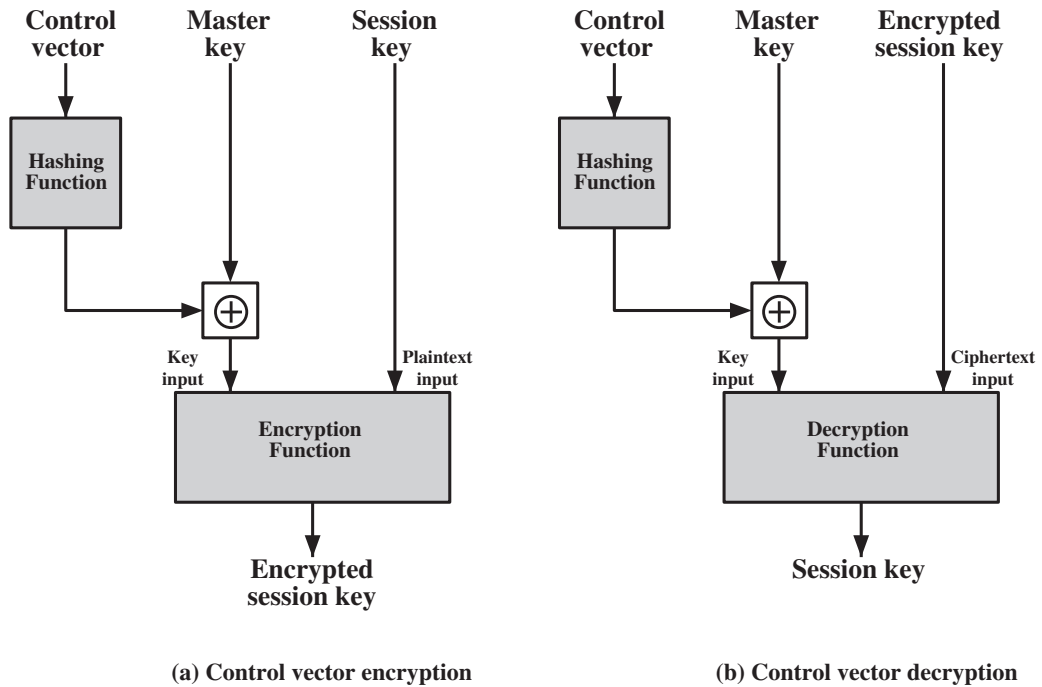 Control
vector
Master
key
Session
key
Hashing
Function
Key
input
Plaintext
input
Encryption
Function
Encrypted
session key
(a) Control vector encryption
Control
vector
Master
key
Encrypted
session key
Hashing
Function
Key
input
Ciphertext
input
Decryption
Function
Session key
(b) Control vector decryption